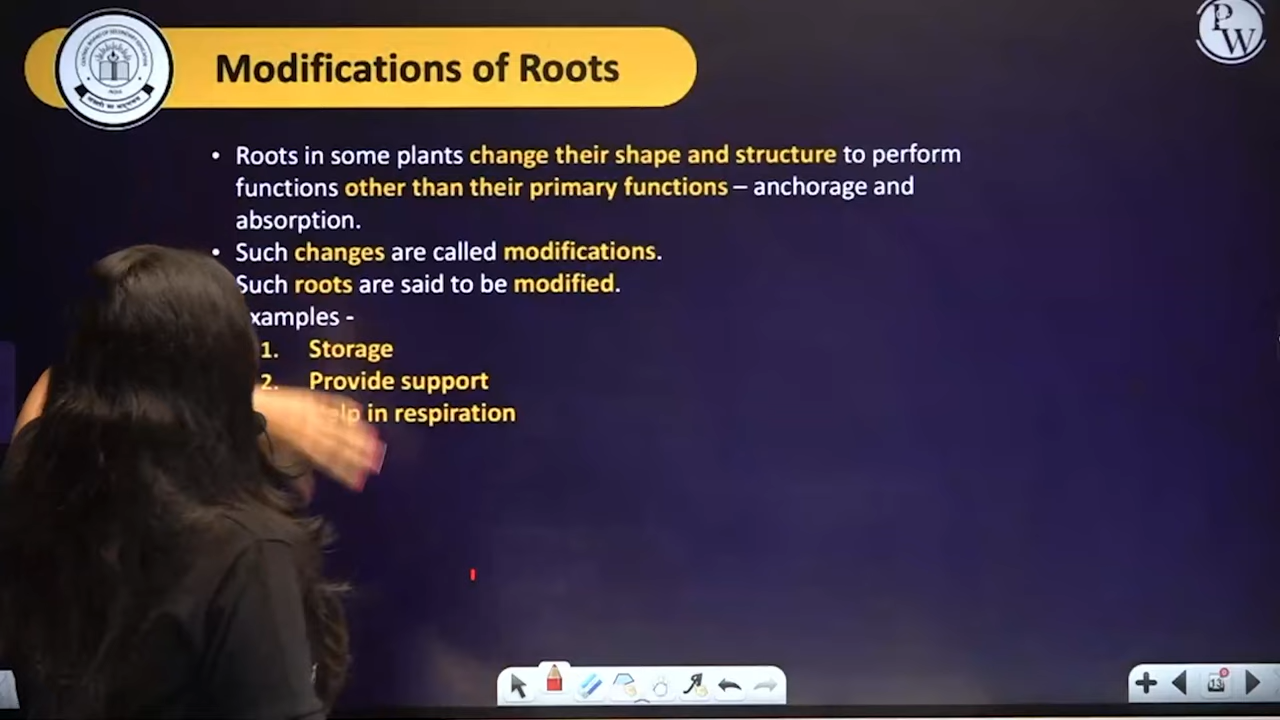 Modifications of Roots
PW
• Roots in some plants change their shape and structure to perform
functions other than their primary functions – anchorage and
absorption.
• Such changes are called modifications.
Such roots are said to be modified.
xamples -
1. Storage
2. Provide support
in respiration